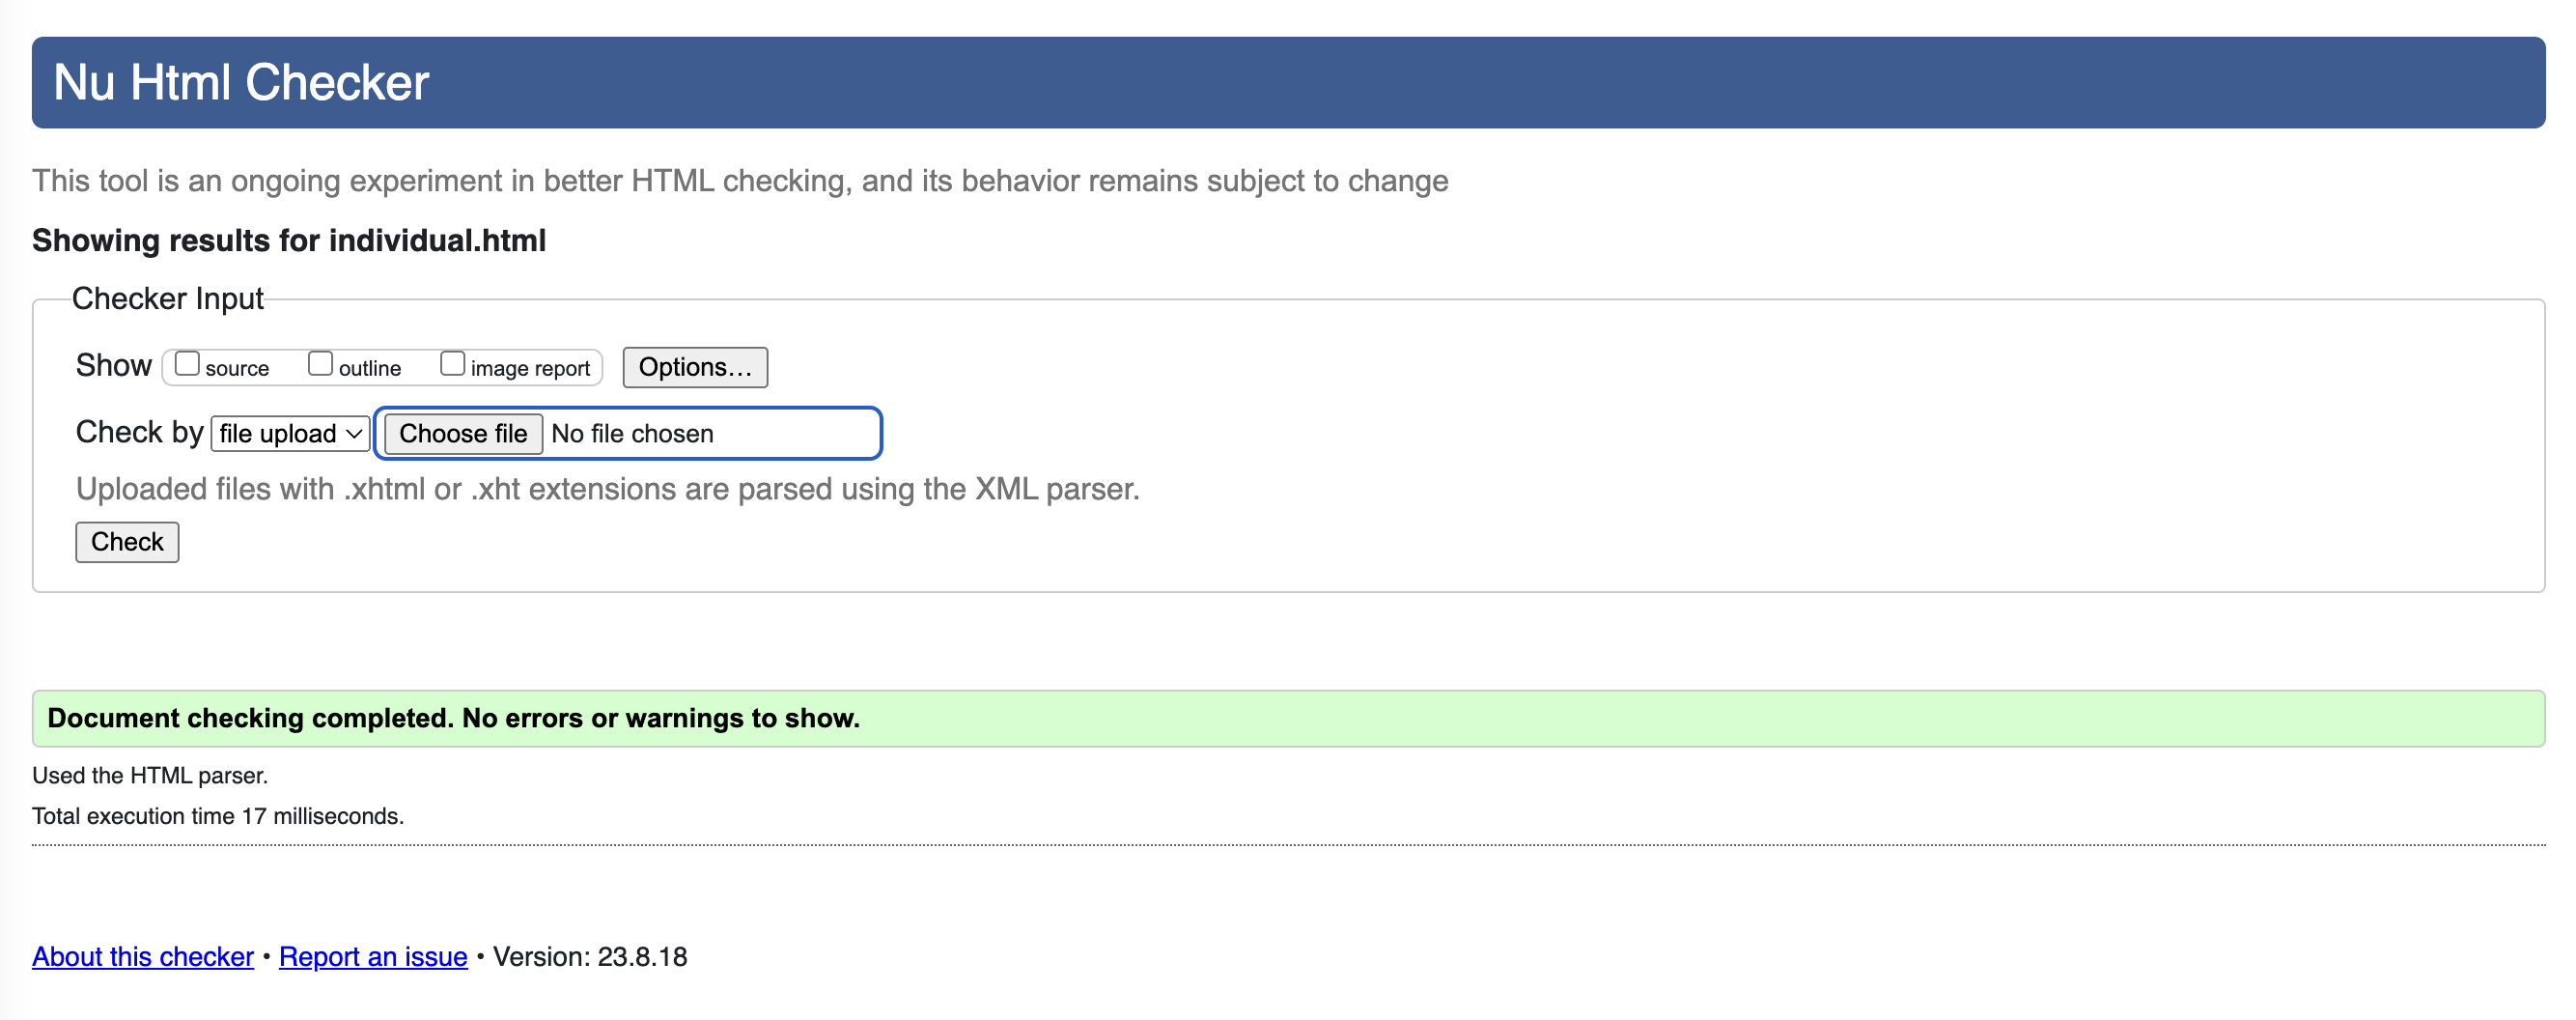 Nu Html Checker
This tool is an ongoing experiment in better HTML checking, and its behavior remains subject to change
Showing results for individual.html
Checker Input
Show source outline image report Options...
Check by file upload Choose file No file chosen
Uploaded files with .xhtml or .xht extensions are parsed using the XML parser.
Check
Document checking completed. No errors or warnings to show.
Used the HTML parser.
Total execution time 17 milliseconds.
About this checker • Report an issue • Version: 23.8.18